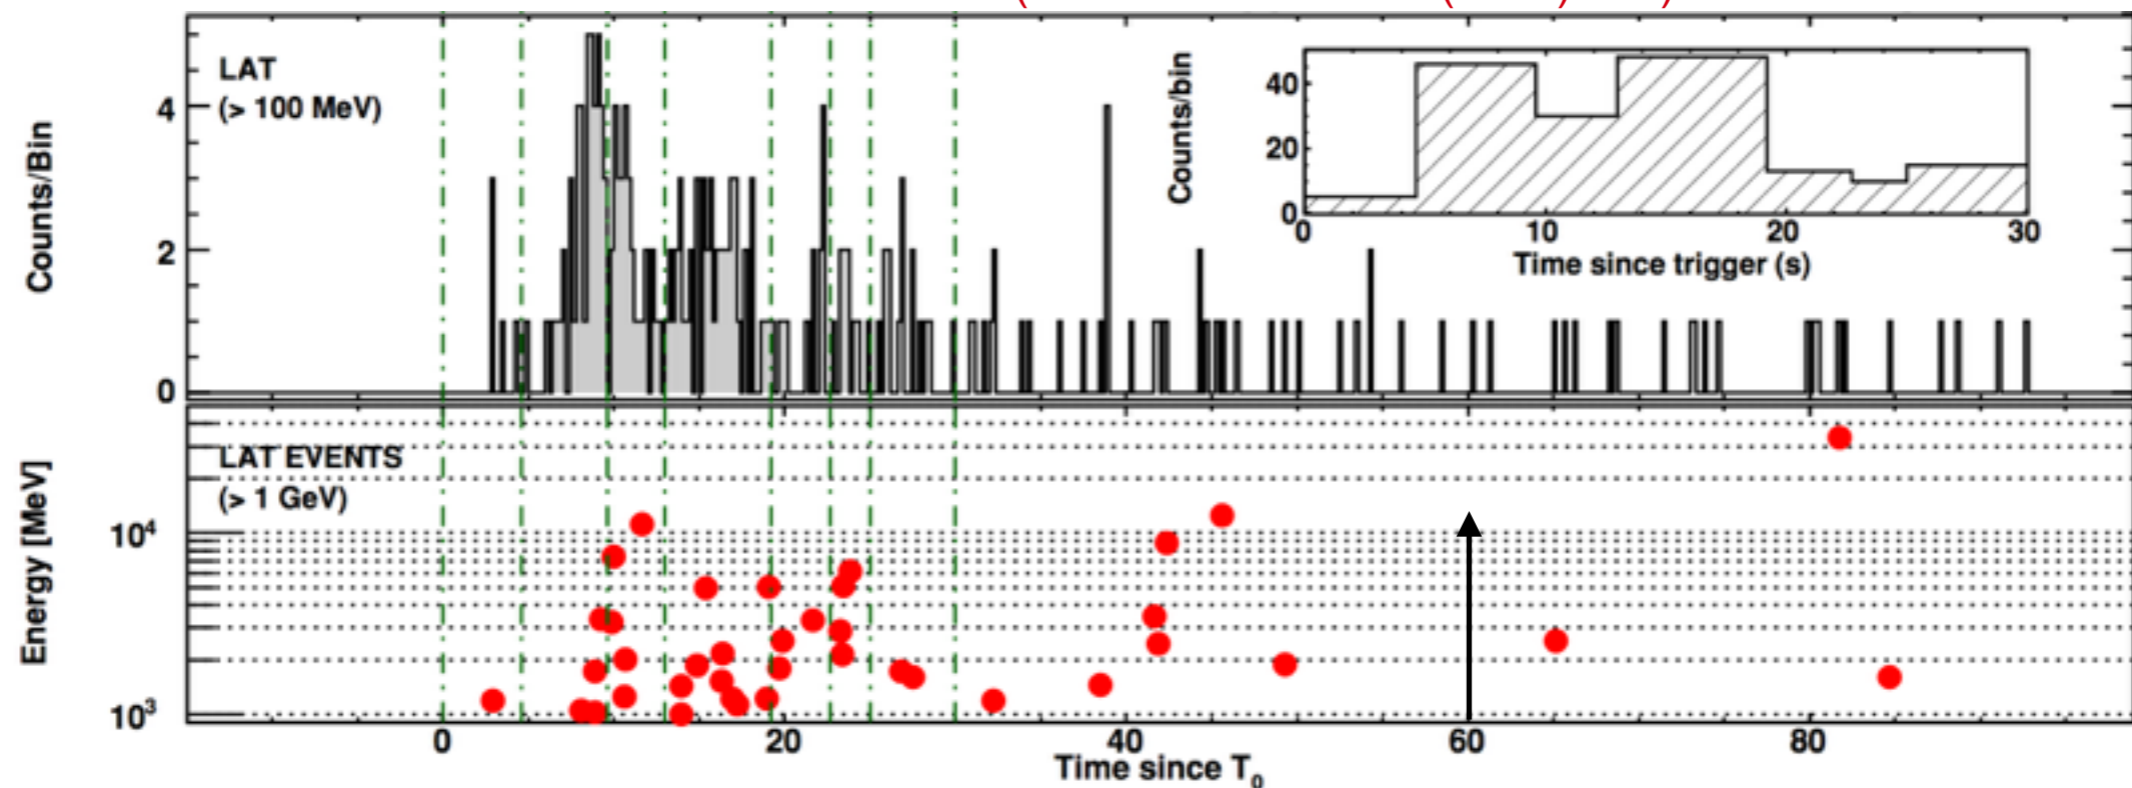 LAT
(> 100 MeV)
Counts/Bin
4
2
0
Counts/bin
40
20
0
0 10 20 30
Time since trigger (s)
LAT EVENTS
(> 1 GeV)
Energy [MeV]
10⁴
10³
0 20 40 60 80
Time since T₀